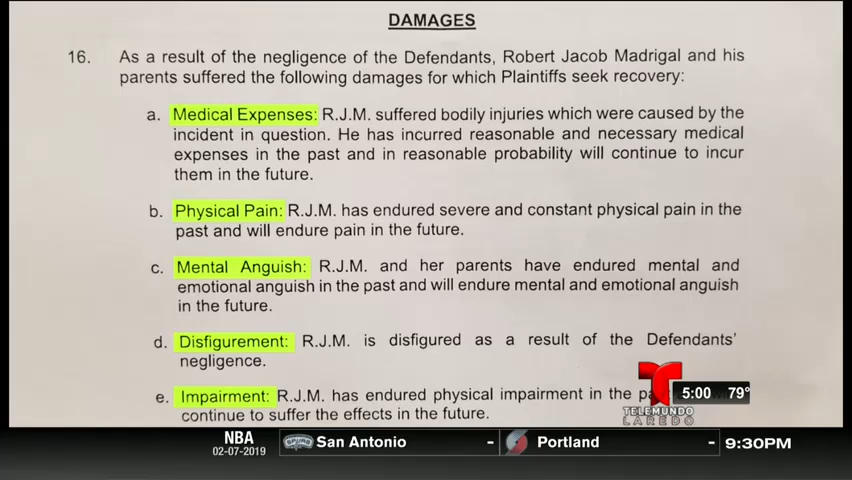 DAMAGES
16. As a result of the negligence of the Defendants, Robert Jacob Madrigal and his
parents suffered the following damages for which Plaintiffs seek recovery:
a. Medical Expenses: R.J.M. suffered bodily injuries which were caused by the
incident in question. He has incurred reasonable and necessary medical
expenses in the past and in reasonable probability will continue to incur
them in the future.
b. Physical Pain: R.J.M. has endured severe and constant physical pain in the
past and will endure pain in the future.
c. Mental Anguish: R.J.M. and her parents have endured mental and
emotional anguish in the past and will endure mental and emotional anguish
in the future.
d. Disfigurement: R.J.M. is disfigured as a result of the Defendants'
negligence.
e. Impairment: R.J.M. has endured physical impairment in the
continue to suffer the effects in the future.
5:00 79°
TELEMUNDO
LAREDO
NBA
02-07-2019
SPURS San Antonio - Portland - 9:30PM